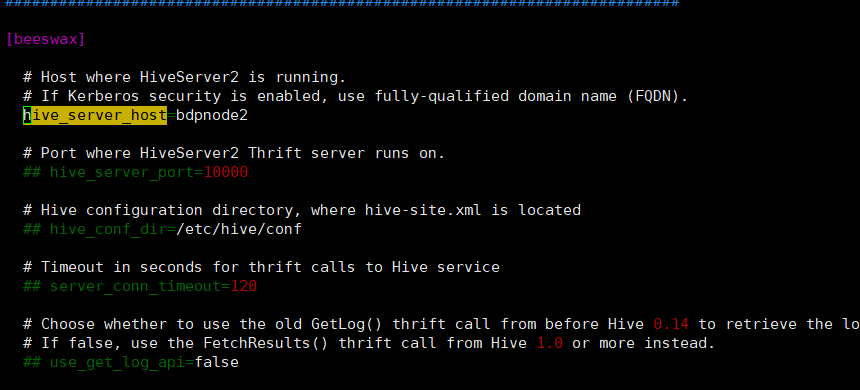 ############################################################################
[beeswax]
# Host where HiveServer2 is running.
# If Kerberos security is enabled, use fully-qualified domain name (FQDN).
hive_server_host=bdpnode2
# Port where HiveServer2 Thrift server runs on.
## hive_server_port=10000
# Hive configuration directory, where hive-site.xml is located
## hive_conf_dir=/etc/hive/conf
# Timeout in seconds for thrift calls to Hive service
## server_conn_timeout=120
# Choose whether to use the old GetLog() thrift call from before Hive 0.14 to retrieve the lo
# If false, use the FetchResults() thrift call from Hive 1.0 or more instead.
## use_get_log_api=false